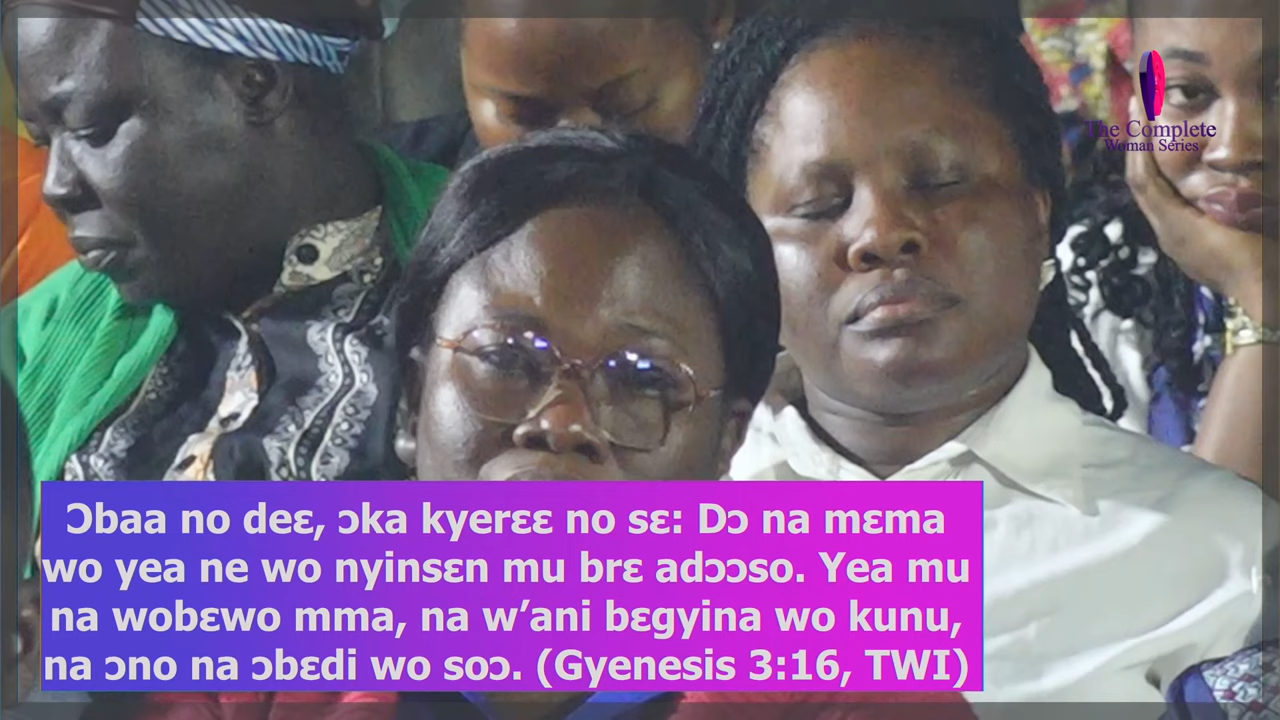 The Complete
Woman Series
Ɔbaa no deɛ, ɔka kyerɛɛ no sɛ: Dɔ na mɛma
wo yea ne wo nyinsɛn mu brɛ adɔɔso. Yea mu
na wobɛwo mma, na w’ani bɛgyina wo kunu,
na ɔno na ɔbɛdi wo soɔ. (Gyenesis 3:16, TWI)